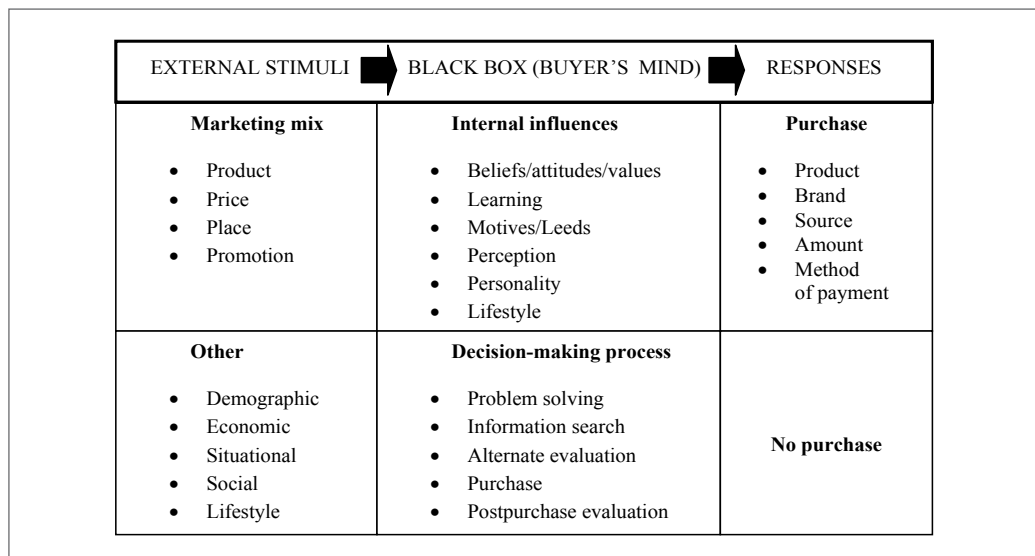 EXTERNAL STIMULI
BLACK BOX (BUYER’S MIND)
RESPONSES
Marketing mix
• Product
• Price
• Place
• Promotion
Internal influences
• Beliefs/attitudes/values
• Learning
• Motives/Leeds
• Perception
• Personality
• Lifestyle
Purchase
• Product
• Brand
• Source
• Amount
• Method
of payment
Other
• Demographic
• Economic
• Situational
• Social
• Lifestyle
Decision-making process
• Problem solving
• Information search
• Alternate evaluation
• Purchase
• Postpurchase evaluation
No purchase